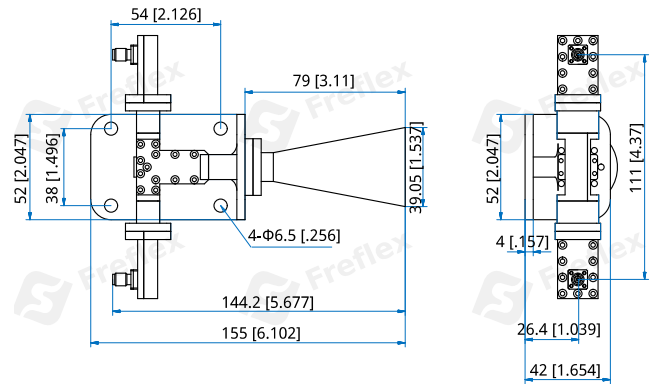 54 [2.126]
79 [3.11]
Freflex
Freflex
Freflex
52 [2.047]
38 [1.496]
39.05 [1.537]
52 [2.047]
111 [4.37]
4-Φ6.5 [.256]
4 [.157]
Freflex
Freflex
Freflex
144.2 [5.677]
26.4 [1.039]
155 [6.102]
42 [1.654]